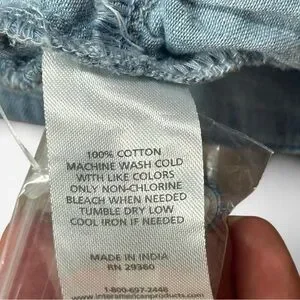 100% COTTON
MACHINE WASH COLD
WITH LIKE COLORS
ONLY NON-CHLORINE
BLEACH WHEN NEEDED
TUMBLE DRY LOW
COOL IRON IF NEEDED
MADE IN INDIA
RN 29360
1-800-697-2448
www.interamericanproducts.com